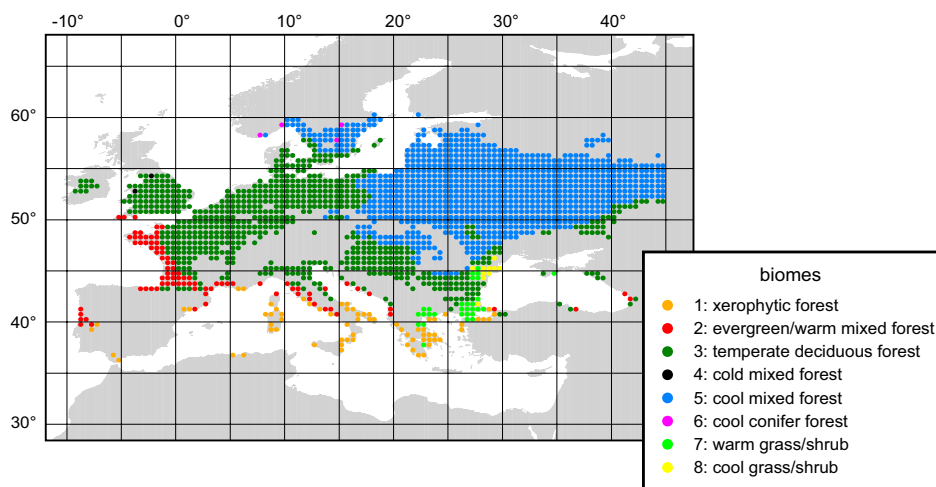 -10° 0° 10° 20° 30° 40°
60°
50°
40°
30°
biomes
1: xerophytic forest
2: evergreen/warm mixed forest
3: temperate deciduous forest
4: cold mixed forest
5: cool mixed forest
6: cool conifer forest
7: warm grass/shrub
8: cool grass/shrub